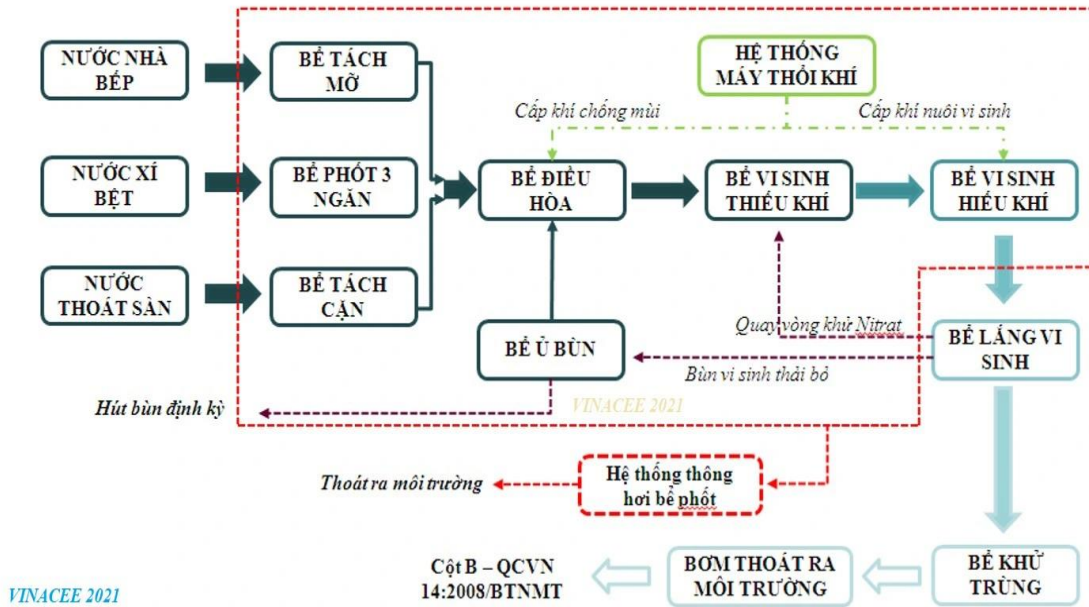 NƯỚC NHÀ
BẾP
BỂ TÁCH
MỠ
HỆ THỐNG
MÁY THỔI KHÍ
Cấp khí chống mùi
Cấp khí nuôi vi sinh
NƯỚC XÍ
BỆT
BỂ PHỐT 3
NGĂN
BỂ ĐIỀU
HÒA
BỂ VI SINH
THIẾU KHÍ
BỂ VI SINH
HIẾU KHÍ
NƯỚC
THOÁT SÀN
BỂ TÁCH
CẶN
BỂ Ủ BÙN
Quay vòng khử Nitrat
BỂ LẮNG VI
SINH
Bùn vi sinh thải bỏ
Hút bùn định kỳ
VINACEE 2021
Thoát ra môi trường
Hệ thống thông
hơi bể phốt
Cột B – QCVN
14:2008/BTNMT
BƠM THOÁT RA
MÔI TRƯỜNG
BỂ KHỬ
TRÙNG
VINACEE 2021